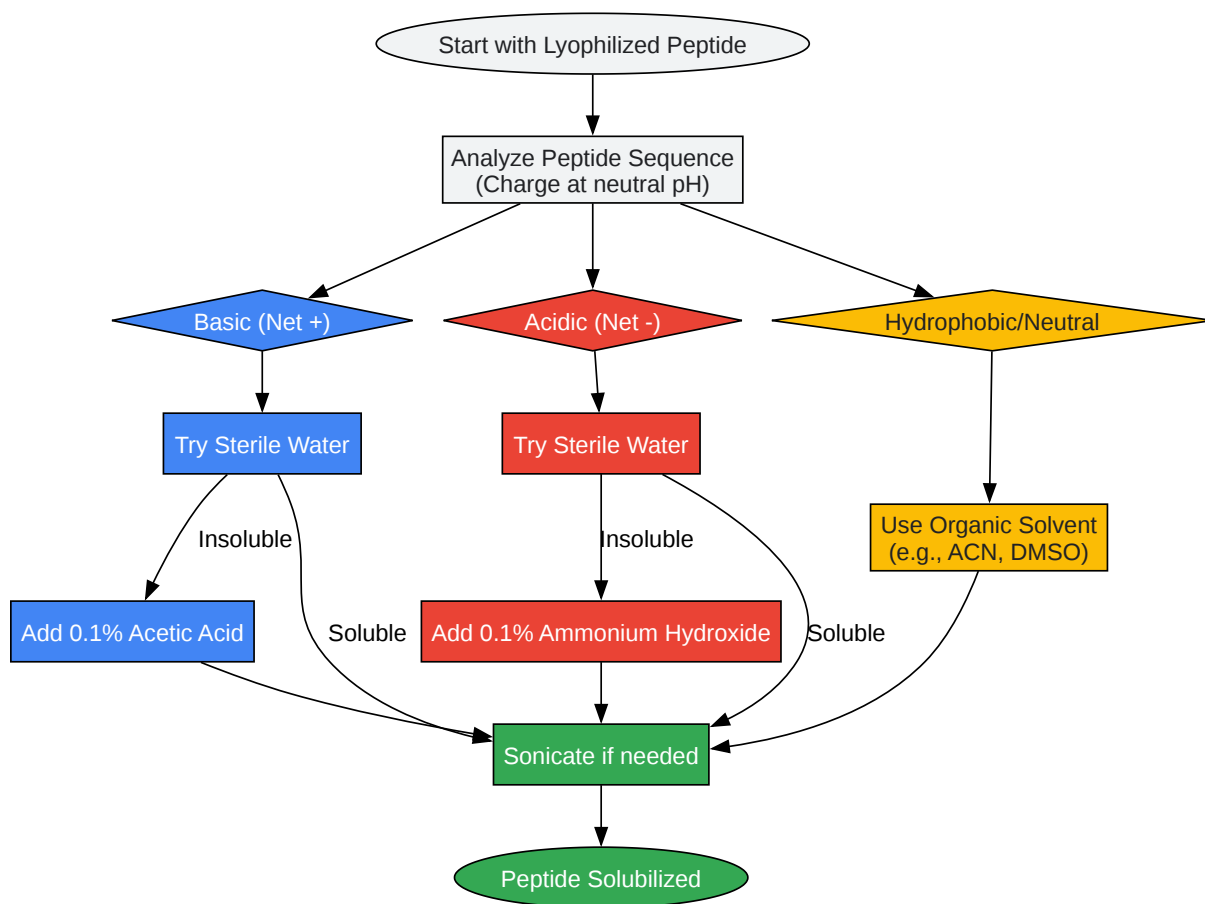 Start with Lyophilized Peptide
Analyze Peptide Sequence
(Charge at neutral pH)
Basic (Net +)
Acidic (Net -)
Hydrophobic/Neutral
Try Sterile Water
Try Sterile Water
Use Organic Solvent
(e.g., ACN, DMSO)
Insoluble
Insoluble
Add 0.1% Acetic Acid
Soluble
Add 0.1% Ammonium Hydroxide
Soluble
Sonicate if needed
Peptide Solubilized